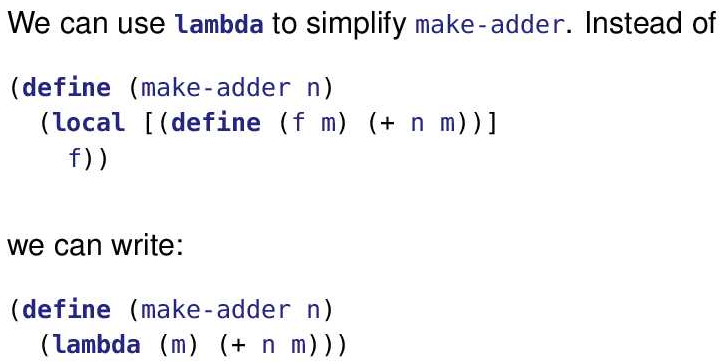 We can use lambda to simplify make-adder. Instead of
(define (make-adder n)
(local [(define (f m) (+ n m))]
f))
we can write:
(define (make-adder n)
(lambda (m) (+ n m)))